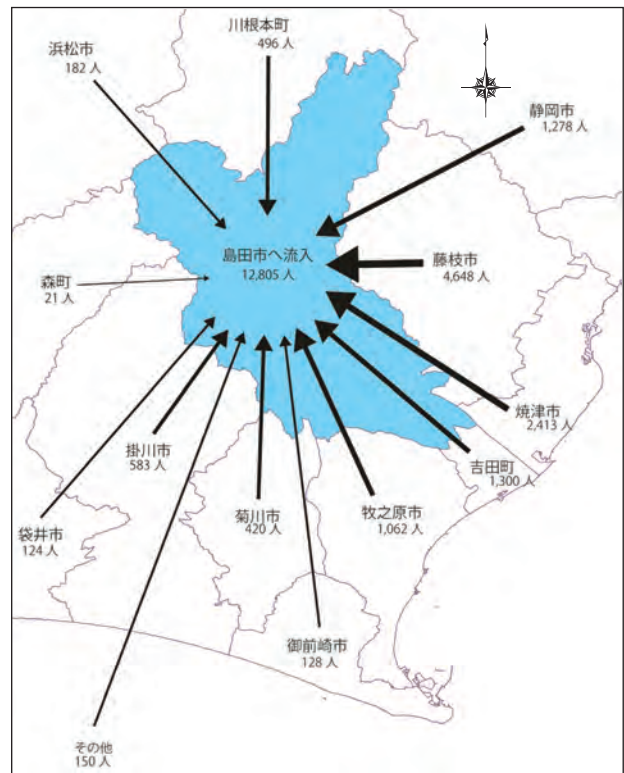 川根本町
496 人
浜松市
182 人
静岡市
1,278 人
島田市へ流入
12,805 人
藤枝市
4,648 人
森町
21 人
焼津市
2,413 人
掛川市
583 人
吉田町
1,300 人
袋井市
124 人
菊川市
420 人
牧之原市
1,062 人
御前崎市
128 人
その他
150 人